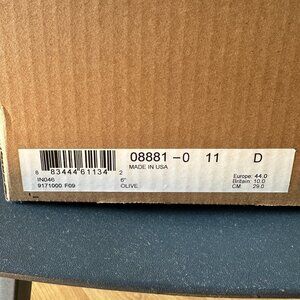 08881-0 11 D
MADE IN USA
8 83444 61134 2
IN046 6"
9171000 F09 OLIVE
Europe: 44.0
Britain: 10.0
CM 29.0